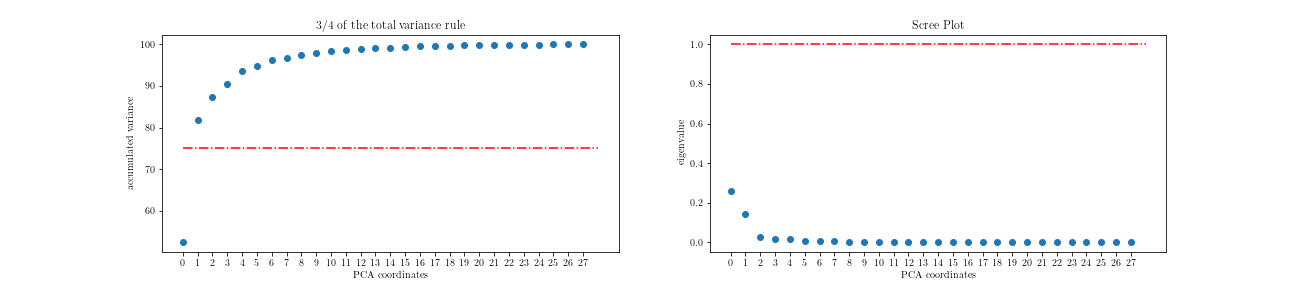 3/4 of the total variance rule
100
90
80
70
60
accumulated variance
0 1 2 3 4 5 6 7 8 9 10 11 12 13 14 15 16 17 18 19 20 21 22 23 24 25 26 27
PCA coordinates
Scree Plot
1.0
0.8
0.6
0.4
0.2
0.0
eigenvalue
0 1 2 3 4 5 6 7 8 9 10 11 12 13 14 15 16 17 18 19 20 21 22 23 24 25 26 27
PCA coordinates